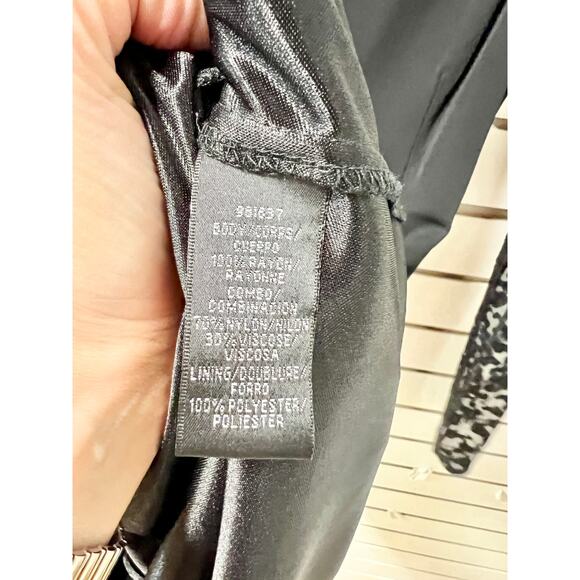 981637
BODY/CORPS/
CUERPO
100% RAYON/
RAYONNE
COMBO/
COMBINACION
70% NYLON/NILON
30% VISCOSE/
VISCOSA
LINING/DOUBLURE/
FORRO
100% POLYESTER/
POLIESTER